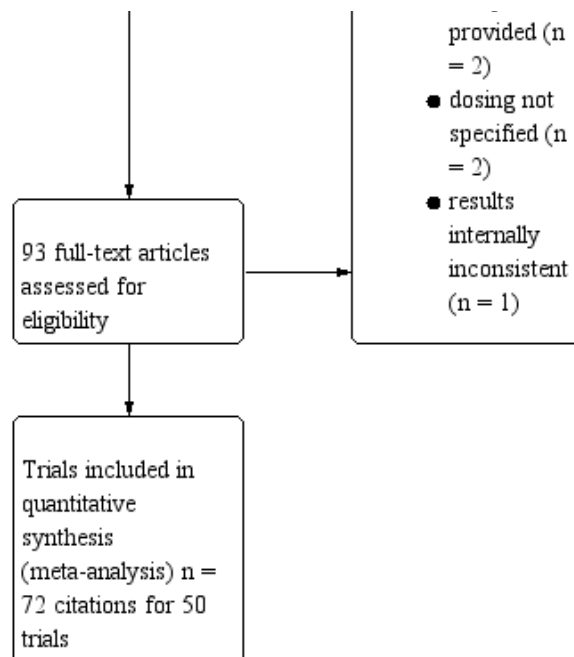 provided (n
= 2)
● dosing not
specified (n
= 2)
● results
internally
inconsistent
(n = 1)
93 full-text articles
assessed for
eligibility
Trials included in
quantitative
synthesis
(meta-analysis) n =
72 citations for 50
trials